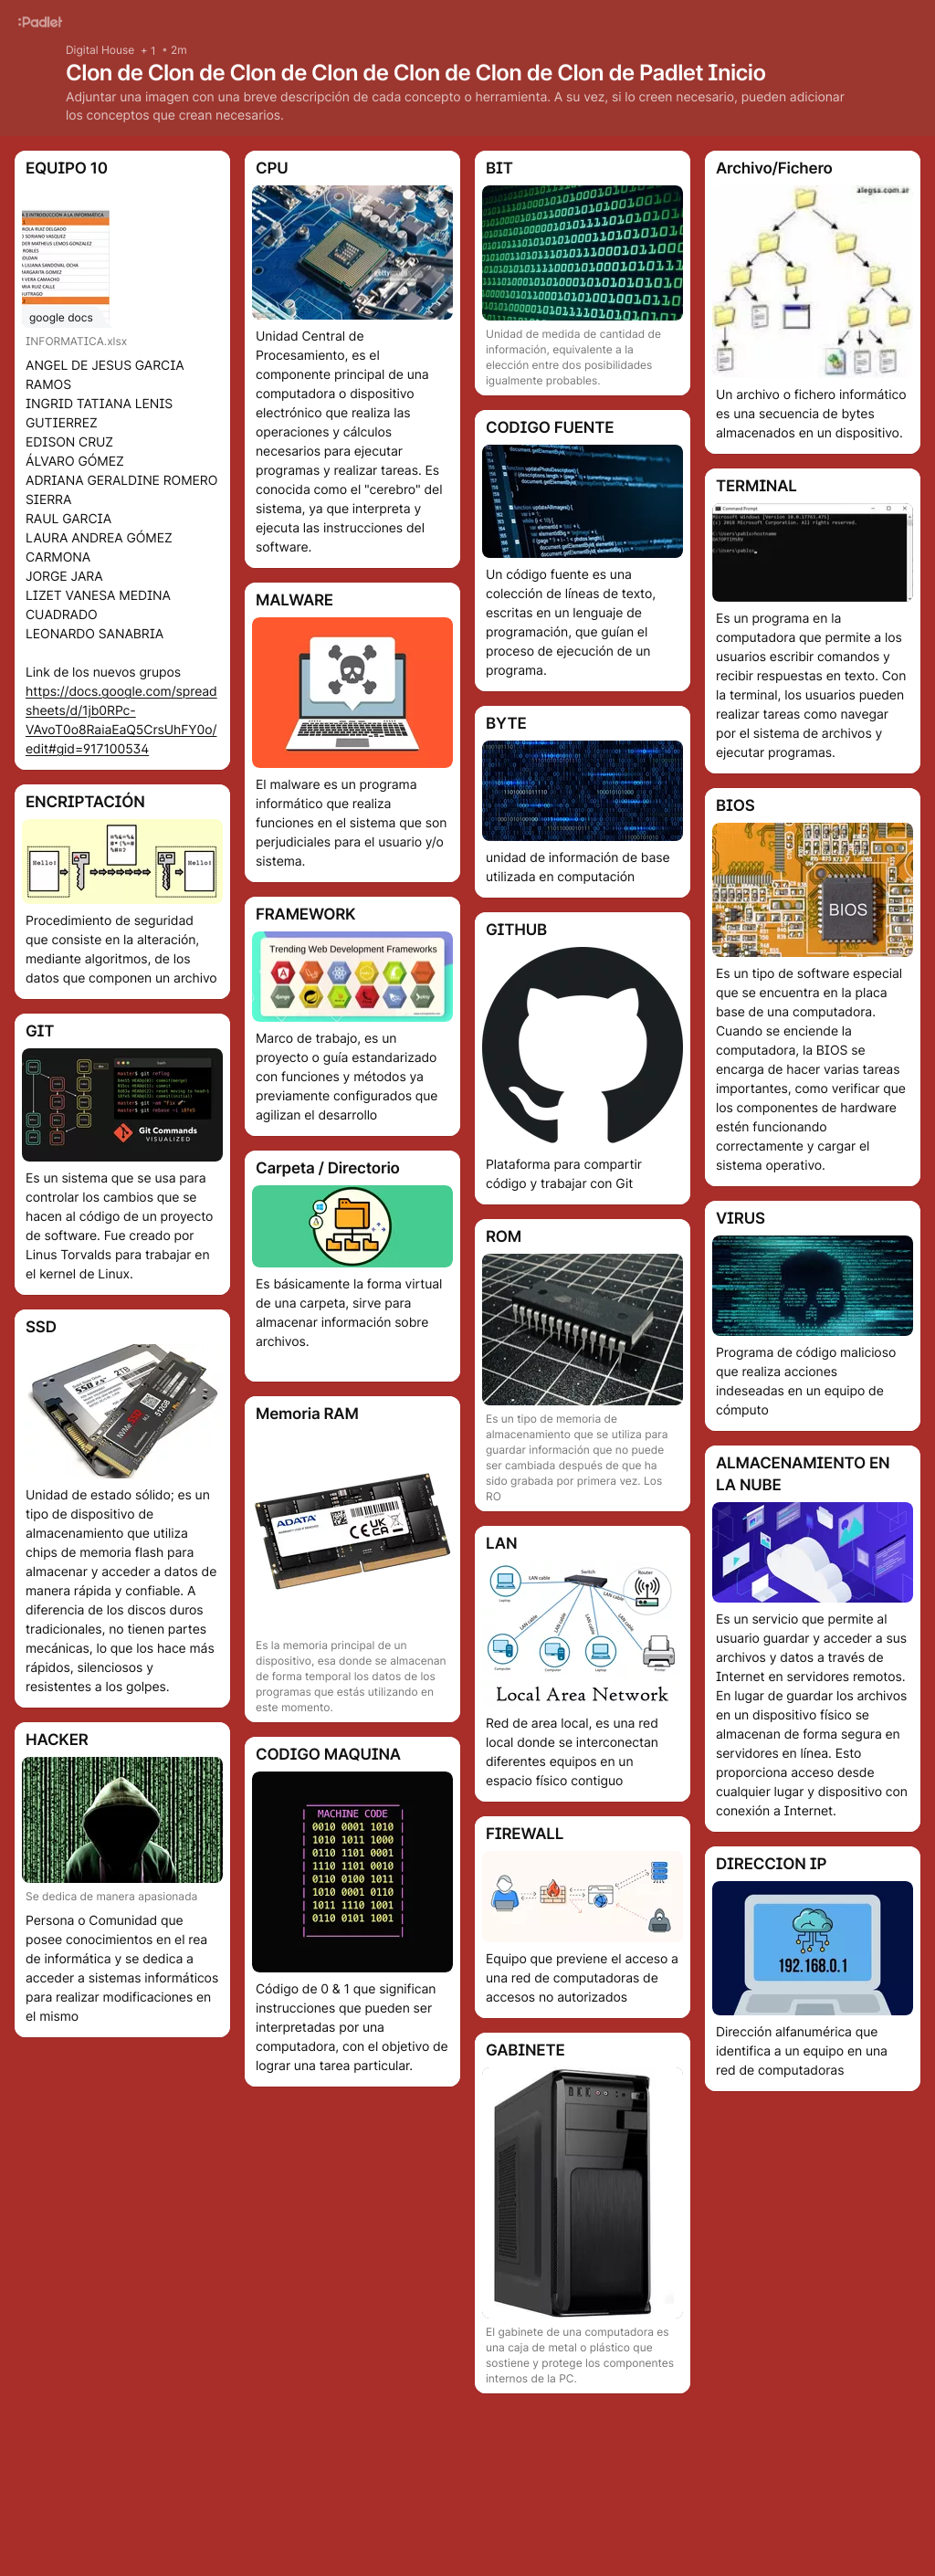 :Padlet
Digital House + 1 • 2m
Clon de Clon de Clon de Clon de Clon de Clon de Clon de Padlet Inicio
Adjuntar una imagen con una breve descripción de cada concepto o herramienta. A su vez, si lo creen necesario, pueden adicionar
los conceptos que crean necesarios.
EQUIPO 10
google docs
INFORMATICA.xlsx
ANGEL DE JESUS GARCIA
RAMOS
INGRID TATIANA LENIS
GUTIERREZ
EDISON CRUZ
ÁLVARO GÓMEZ
ADRIANA GERALDINE ROMERO
SIERRA
RAUL GARCIA
LAURA ANDREA GÓMEZ
CARMONA
JORGE JARA
LIZET VANESA MEDINA
CUADRADO
LEONARDO SANABRIA
Link de los nuevos grupos
https://docs.google.com/spread
sheets/d/1jb0RPc-
VAvoT0o8RaiaEaQ5CrsUhFY0o/
edit#gid=917100534
ENCRIPTACIÓN
Hello!
Hello!
Procedimiento de seguridad
que consiste en la alteración,
mediante algoritmos, de los
datos que componen un archivo
GIT
Git Commands
VISUALIZED
Es un sistema que se usa para
controlar los cambios que se
hacen al código de un proyecto
de software. Fue creado por
Linus Torvalds para trabajar en
el kernel de Linux.
SSD
2TB
512GB
Unidad de estado sólido; es un
tipo de dispositivo de
almacenamiento que utiliza
chips de memoria flash para
almacenar y acceder a datos de
manera rápida y confiable. A
diferencia de los discos duros
tradicionales, no tienen partes
mecánicas, lo que los hace más
rápidos, silenciosos y
resistentes a los golpes.
HACKER
Se dedica de manera apasionada
Persona o Comunidad que
posee conocimientos en el rea
de informática y se dedica a
acceder a sistemas informáticos
para realizar modificaciones en
el mismo
CPU
Unidad Central de
Procesamiento, es el
componente principal de una
computadora o dispositivo
electrónico que realiza las
operaciones y cálculos
necesarios para ejecutar
programas y realizar tareas. Es
conocida como el "cerebro" del
sistema, ya que interpreta y
ejecuta las instrucciones del
software.
MALWARE
El malware es un programa
informático que realiza
funciones en el sistema que son
perjudiciales para el usuario y/o
sistema.
FRAMEWORK
Trending Web Development Frameworks
Marco de trabajo, es un
proyecto o guía estandarizado
con funciones y métodos ya
previamente configurados que
agilizan el desarrollo
Carpeta / Directorio
Es básicamente la forma virtual
de una carpeta, sirve para
almacenar información sobre
archivos.
Memoria RAM
ADATA
Es la memoria principal de un
dispositivo, esa donde se almacenan
de forma temporal los datos de los
programas que estás utilizando en
este momento.
CODIGO MAQUINA
MACHINE CODE
0010 0001 1010
1010 1011 1000
0110 1101 0001
1110 1101 0010
0110 0100 1011
1010 0001 0110
1011 1110 1001
0110 0101 1001
Código de 0 & 1 que significan
instrucciones que pueden ser
interpretadas por una
computadora, con el objetivo de
lograr una tarea particular.
BIT
Unidad de medida de cantidad de
información, equivalente a la
elección entre dos posibilidades
igualmente probables.
CODIGO FUENTE
Un código fuente es una
colección de líneas de texto,
escritas en un lenguaje de
programación, que guían el
proceso de ejecución de un
programa.
BYTE
unidad de información de base
utilizada en computación
GITHUB
Plataforma para compartir
código y trabajar con Git
ROM
Es un tipo de memoria de
almacenamiento que se utiliza para
guardar información que no puede
ser cambiada después de que ha
sido grabada por primera vez. Los
RO
LAN
LAN cable
Switch
Router
Local Area Network
Red de area local, es una red
local donde se interconectan
diferentes equipos en un
espacio físico contiguo
FIREWALL
Equipo que previene el acceso a
una red de computadoras de
accesos no autorizados
GABINETE
El gabinete de una computadora es
una caja de metal o plástico que
sostiene y protege los componentes
internos de la PC.
Archivo/Fichero
alegsa.com.ar
Un archivo o fichero informático
es una secuencia de bytes
almacenados en un dispositivo.
TERMINAL
Command Prompt
Es un programa en la
computadora que permite a los
usuarios escribir comandos y
recibir respuestas en texto. Con
la terminal, los usuarios pueden
realizar tareas como navegar
por el sistema de archivos y
ejecutar programas.
BIOS
BIOS
Es un tipo de software especial
que se encuentra en la placa
base de una computadora.
Cuando se enciende la
computadora, la BIOS se
encarga de hacer varias tareas
importantes, como verificar que
los componentes de hardware
estén funcionando
correctamente y cargar el
sistema operativo.
VIRUS
Programa de código malicioso
que realiza acciones
indeseadas en un equipo de
cómputo
ALMACENAMIENTO EN
LA NUBE
Es un servicio que permite al
usuario guardar y acceder a sus
archivos y datos a través de
Internet en servidores remotos.
En lugar de guardar los archivos
en un dispositivo físico se
almacenan de forma segura en
servidores en línea. Esto
proporciona acceso desde
cualquier lugar y dispositivo con
conexión a Internet.
DIRECCION IP
192.168.0.1
Dirección alfanumérica que
identifica a un equipo en una
red de computadoras